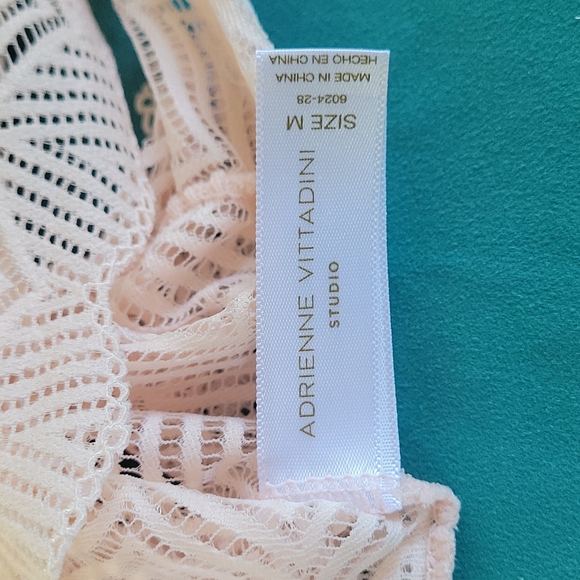 ADRIENNE VITTADINI
STUDIO
SIZE M
6024-28
MADE IN CHINA
HECHO EN CHINA